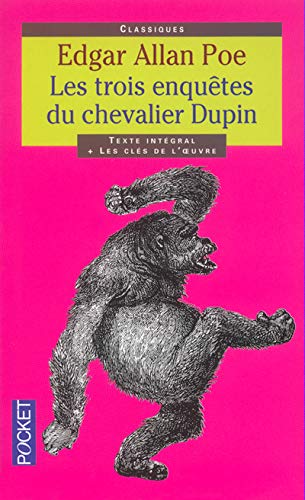 CLASSIQUES
Edgar Allan Poe
Les trois enquêtes
du chevalier Dupin
TEXTE INTÉGRAL
+ LES CLÉS DE L'ŒUVRE
POCKET